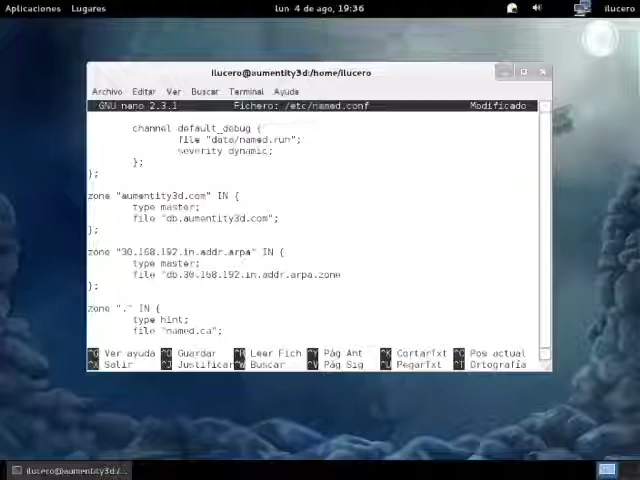 Aplicaciones Lugares lun 4 de ago, 19:36 ilucero
ilucero@aumentity3d:/home/ilucero
Archivo Editar Ver Buscar Terminal Ayuda
GNU nano 2.3.1 Fichero: /etc/named.conf Modificado
channel default_debug {
file "data/named.run";
severity dynamic;
};
};
zone "aumentity3d.com" IN {
type master;
file "db.aumentity3d.com";
};
zone "30.168.192.in.addr.arpa" IN {
type master;
file "db.30.168.192.in.addr.arpa.zone
};
zone "." IN {
type hint;
file "named.ca";
^G Ver ayuda ^O Guardar ^R Leer Fich ^Y Pág Ant ^K CortarTxt ^C Pos actual
^X Salir ^J Justificar ^W Buscar ^V Pág Sig ^U PegarTxt ^T Ortografía
ilucero@aumentity3d:/...